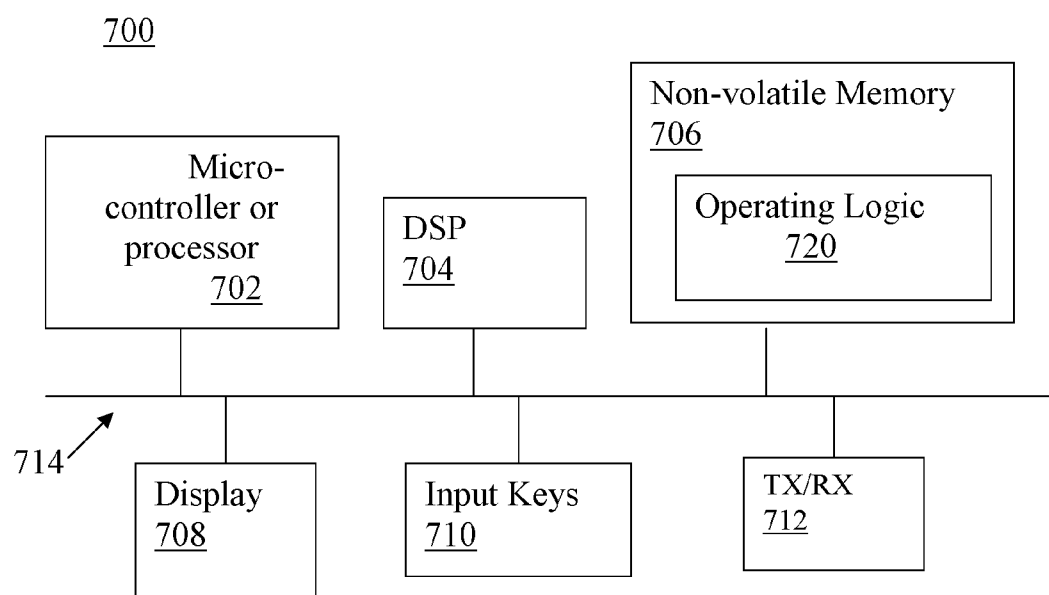 700
Micro-
controller or
processor
702
DSP
704
Non-volatile Memory
706
Operating Logic
720
714
Display
708
Input Keys
710
TX/RX
712